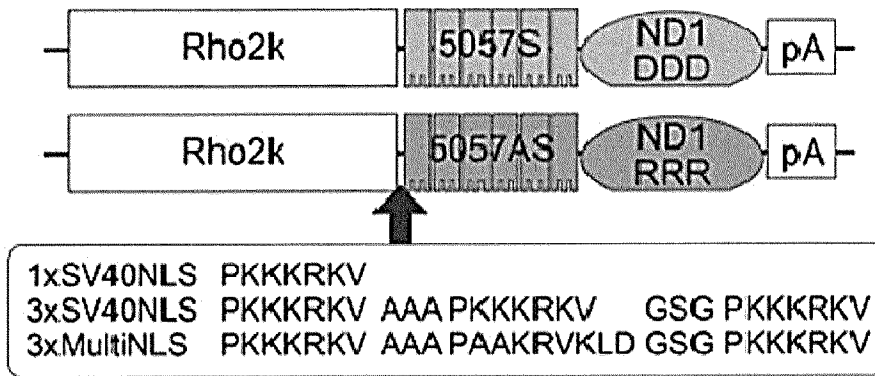 Rho2k 5057S ND1 DDD pA
Rho2k 5057AS ND1 RRR pA
1xSV40NLS PKKKRKV
3xSV40NLS PKKKRKV AAA PKKKRKV GSG PKKKRKV
3xMultiNLS PKKKRKV AAA PAAKRVKLD GSG PKKKRKV